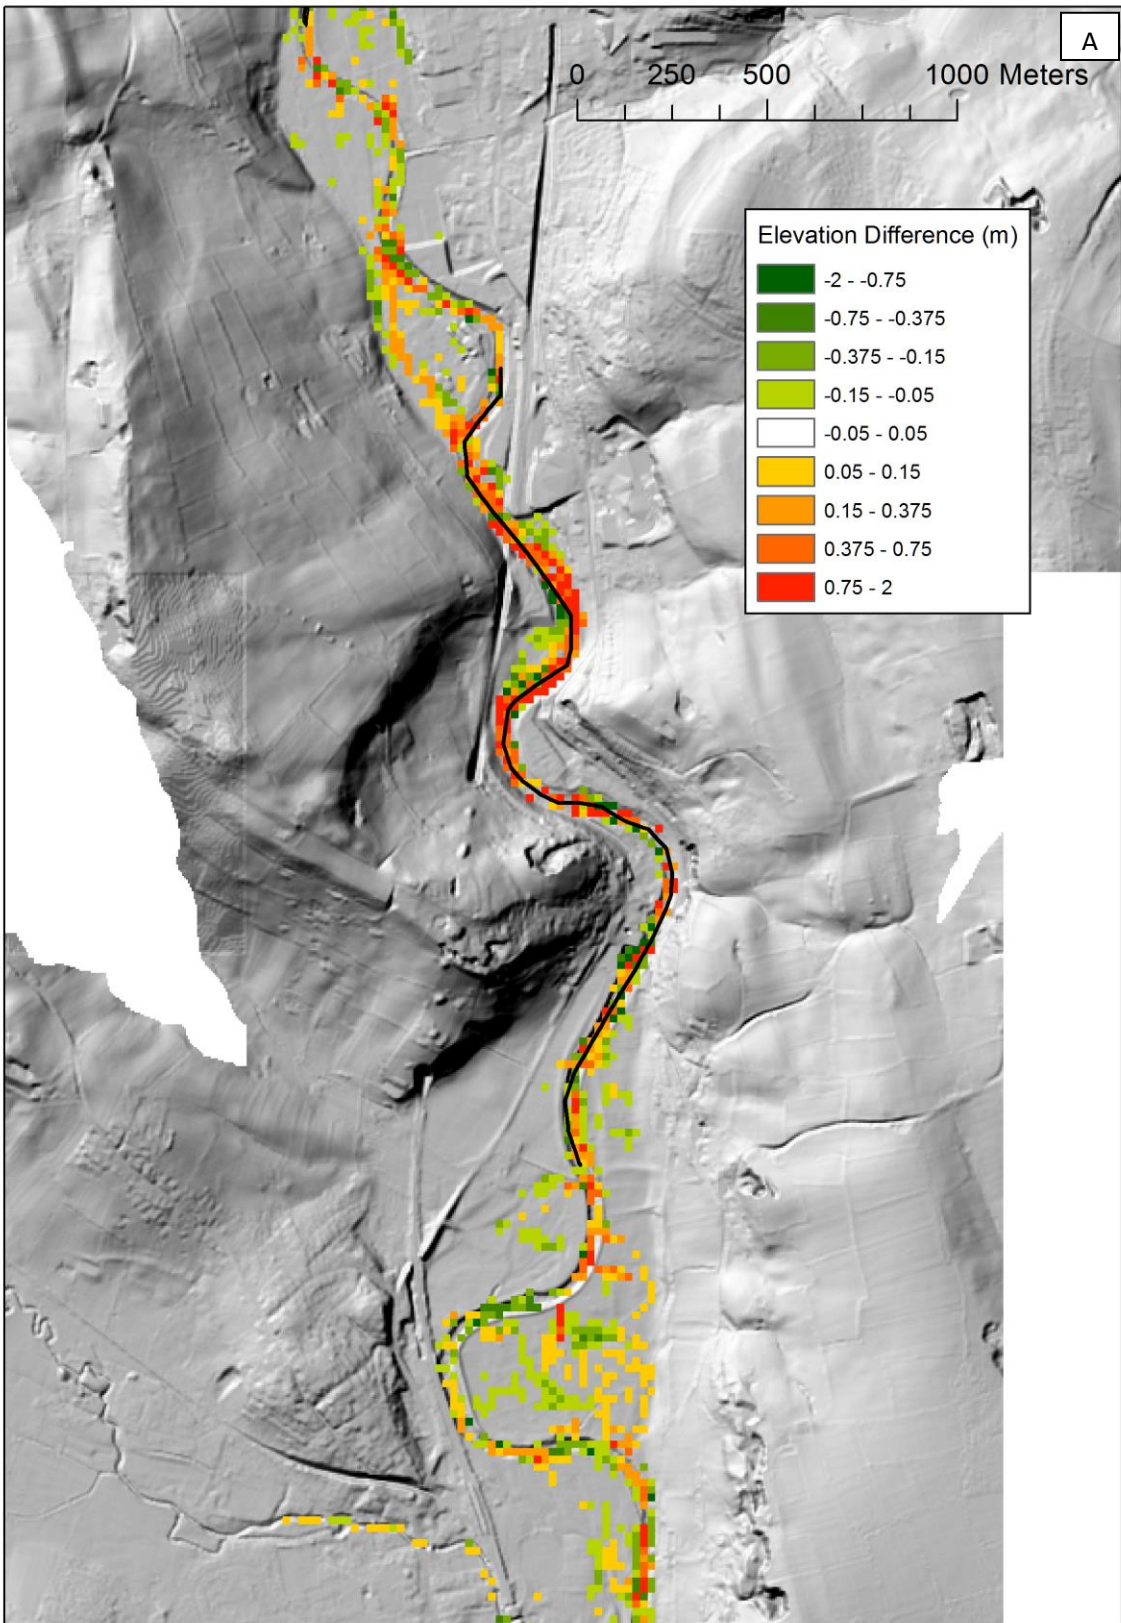 A
0 250 500 1000 Meters
Elevation Difference (m)
-2 - -0.75
-0.75 - -0.375
-0.375 - -0.15
-0.15 - -0.05
-0.05 - 0.05
0.05 - 0.15
0.15 - 0.375
0.375 - 0.75
0.75 - 2